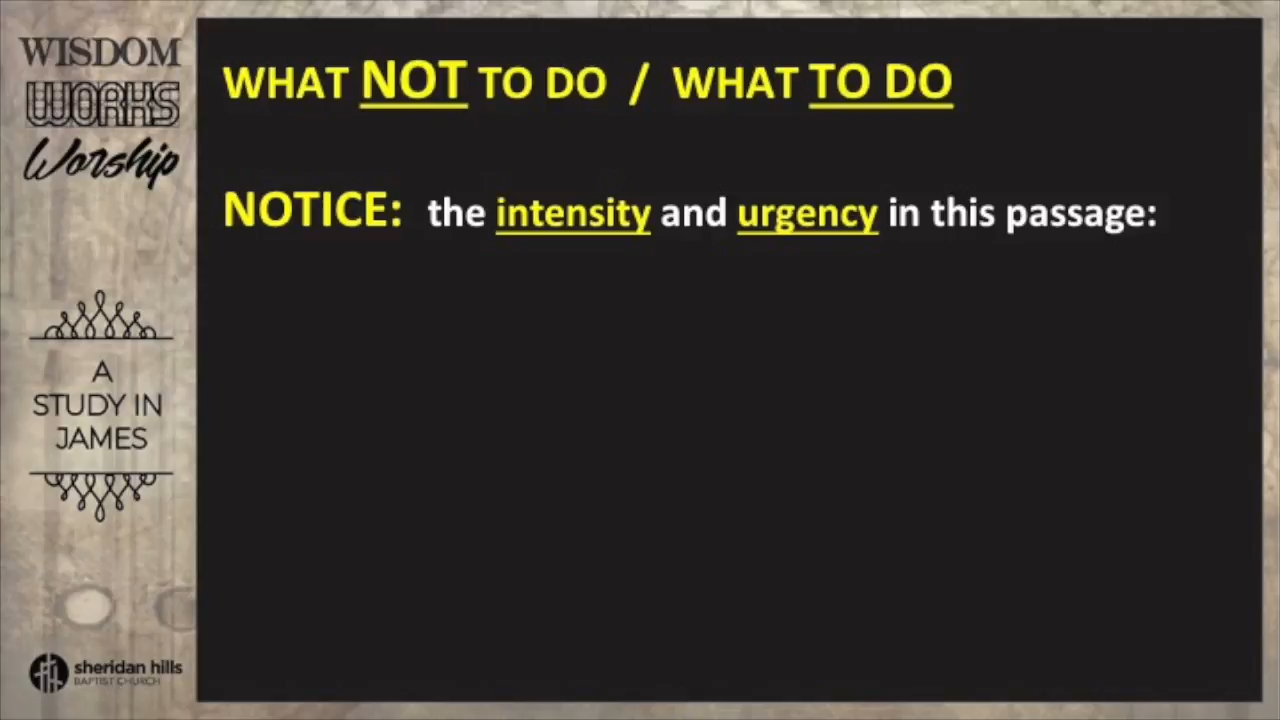 WISDOM
WORKS
Worship
A
STUDY IN
JAMES
sheridan hills
BAPTIST CHURCH
WHAT NOT TO DO / WHAT TO DO
NOTICE: the intensity and urgency in this passage: